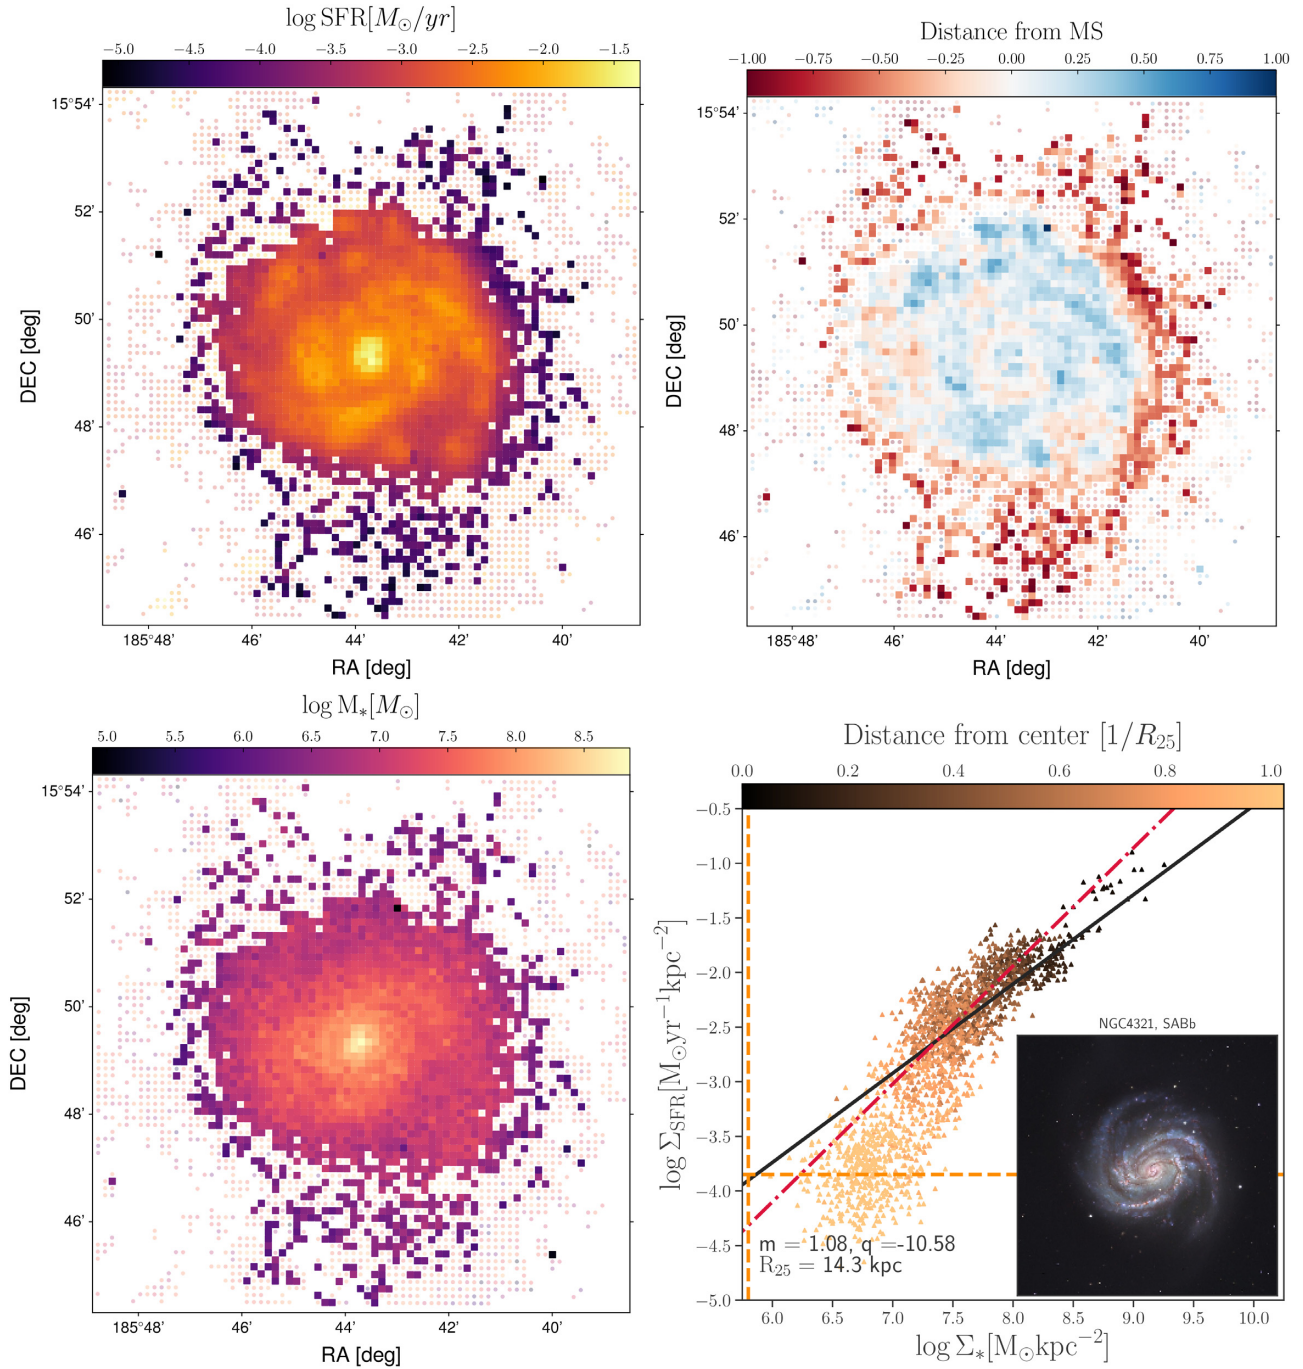 log SFR[M⊙/yr]
−5.0 −4.5 −4.0 −3.5 −3.0 −2.5 −2.0 −1.5
15°54'
52'
50'
48'
46'
DEC [deg]
185°48' 46' 44' 42' 40'
RA [deg]
Distance from MS
−1.00 −0.75 −0.50 −0.25 0.00 0.25 0.50 0.75 1.00
15°54'
52'
50'
48'
46'
DEC [deg]
185°48' 46' 44' 42' 40'
RA [deg]
log M*[M⊙]
5.0 5.5 6.0 6.5 7.0 7.5 8.0 8.5
15°54'
52'
50'
48'
46'
DEC [deg]
185°48' 46' 44' 42' 40'
RA [deg]
Distance from center [1/R25]
0.0 0.2 0.4 0.6 0.8 1.0
−0.5
−1.0
−1.5
−2.0
−2.5
−3.0
−3.5
−4.0
−4.5
−5.0
log ΣSFR[M⊙yr−1kpc−2]
NGC4321, SABb
m = 1.08, q =-10.58
R25 = 14.3 kpc
6.0 6.5 7.0 7.5 8.0 8.5 9.0 9.5 10.0
log Σ*[M⊙kpc−2]